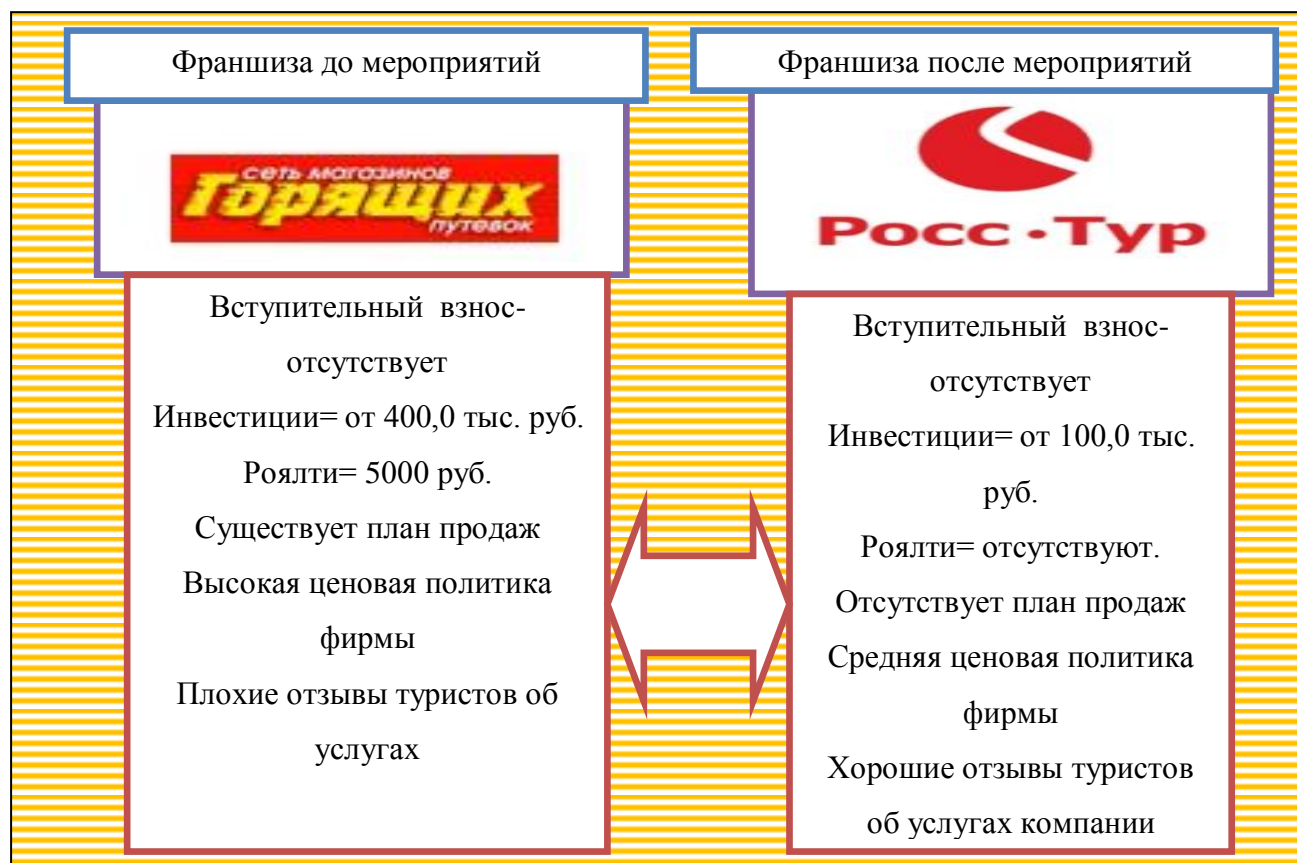 Франшиза до мероприятий
сеть магозинов
Горящих
путевок
Вступительный взнос-
отсутствует
Инвестиции= от 400,0 тыс. руб.
Роялти= 5000 руб.
Существует план продаж
Высокая ценовая политика
фирмы
Плохие отзывы туристов об
услугах
Франшиза после мероприятий
Росс•Тур
Вступительный взнос-
отсутствует
Инвестиции= от 100,0 тыс.
руб.
Роялти= отсутствуют.
Отсутствует план продаж
Средняя ценовая политика
фирмы
Хорошие отзывы туристов
об услугах компании